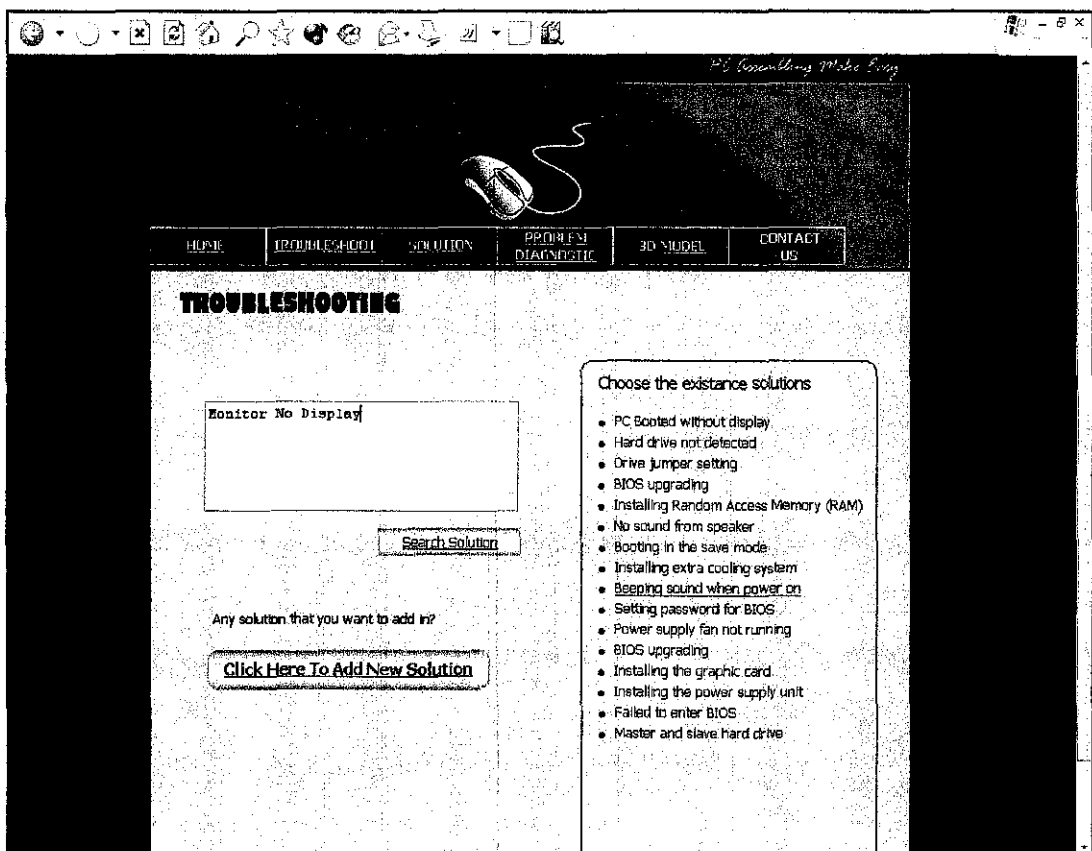 PC Assembling Make Easy
HOME
TROUBLESHOOT
SOLUTION
PROBLEM
DIAGNOSTIC
3D MODEL
CONTACT
US
TROUBLESHOOTING
Monitor No Display
Search Solution
Any solution that you want to add in?
Click Here To Add New Solution
Choose the existance solutions
PC Booted without display
Hard drive not detected
Drive jumper setting
BIOS upgrading
Installing Random Access Memory (RAM)
No sound from speaker
Booting in the save mode
Installing extra cooling system
Beeping sound when power on
Setting password for BIOS
Power supply fan not running
BIOS upgrading
Installing the graphic card
Installing the power supply unit
Failed to enter BIOS
Master and slave hard drive